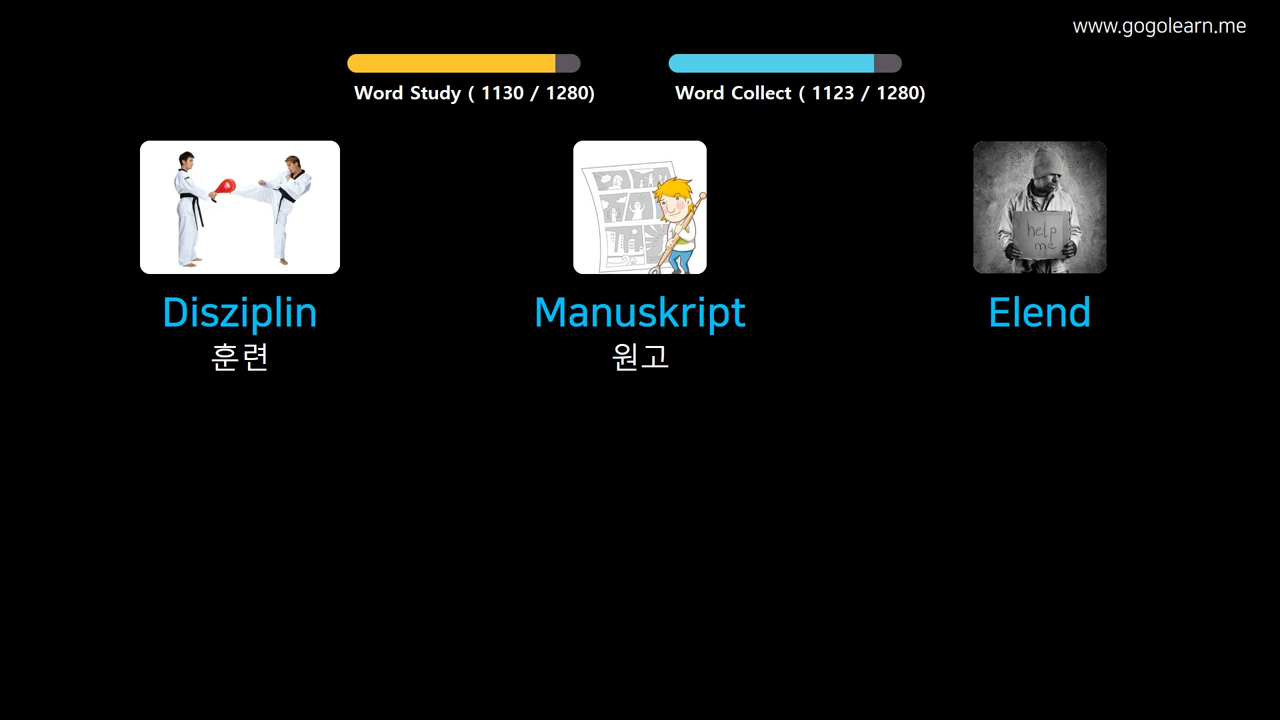 www.gogolearn.me
Word Study ( 1130 / 1280)
Word Collect ( 1123 / 1280)
help
me
Disziplin
Manuskript
Elend
훈련
원고